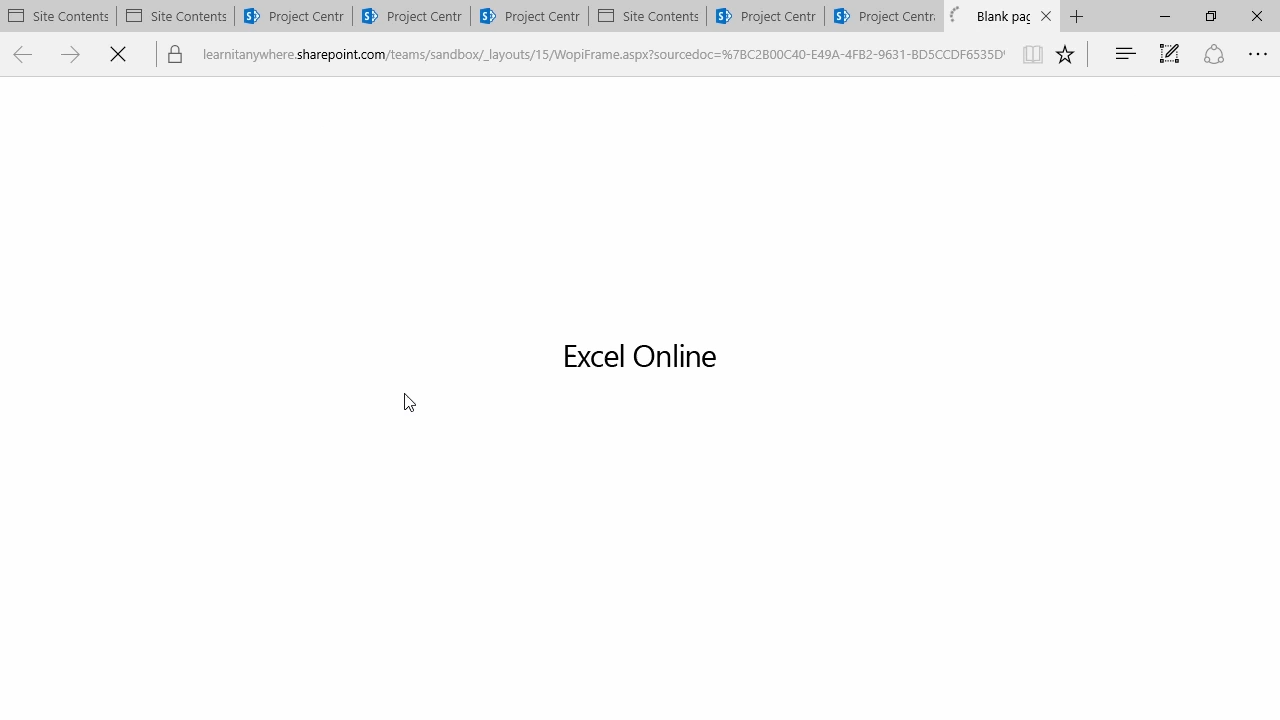 Site Contents
Site Contents
Project Centr
Project Centr
Project Centr
Site Contents
Project Centr
Project Centr
Blank pag
learnitanywhere.sharepoint.com/teams/sandbox/_layouts/15/WopiFrame.aspx?sourcedoc=%7BC2B00C40-E49A-4FB2-9631-BD5CCDF6535D
Excel Online